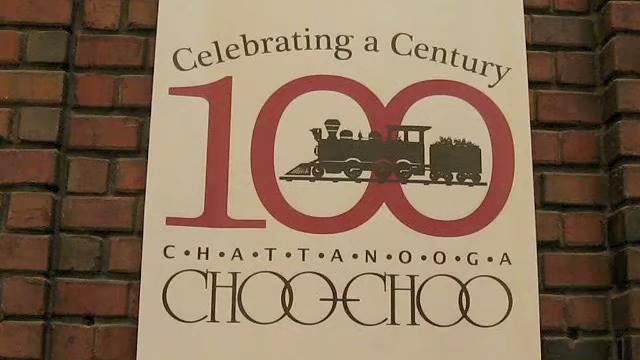 Celebrating a Century
100
C•H•A•T•T•A•N•O•O•G•A
CHOO-CHOO